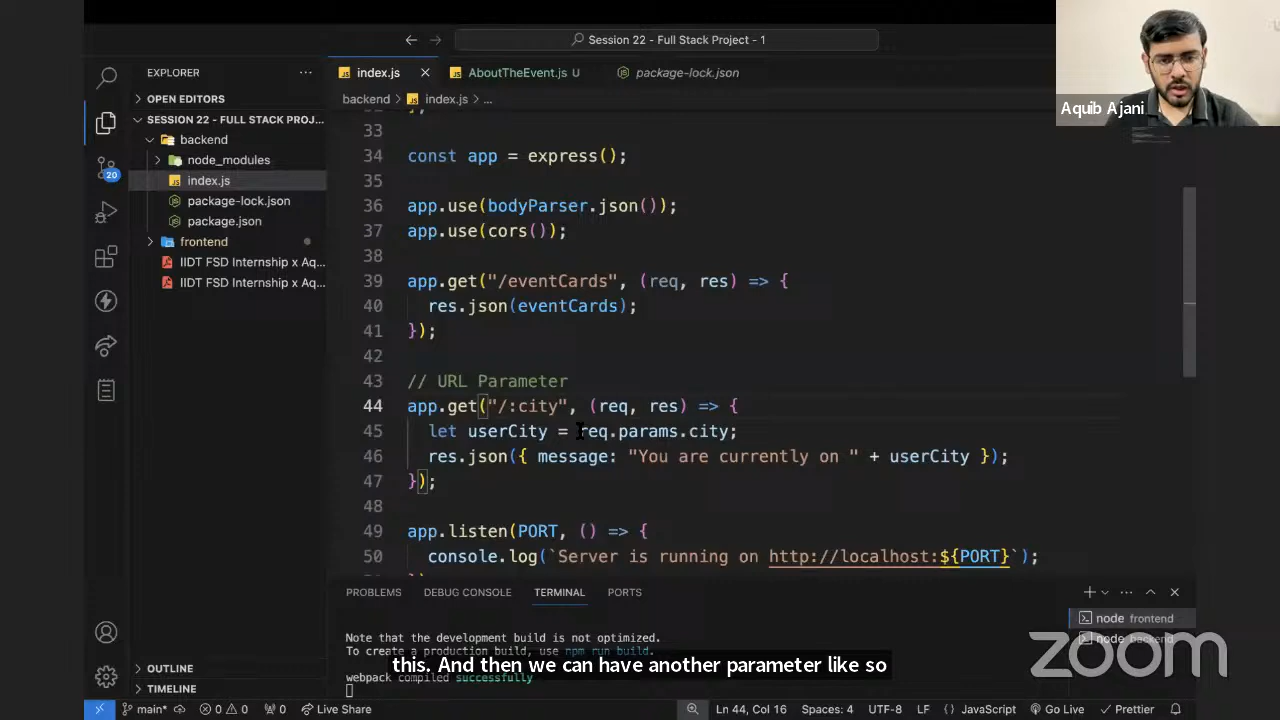 Session 22 - Full Stack Project - 1
Aquib Ajani
EXPLORER
index.js
AboutTheEvent.js U
package-lock.json
OPEN EDITORS
backend > index.js > ...
SESSION 22 - FULL STACK PROJ...
backend
node_modules
index.js
package-lock.json
package.json
frontend
IIDT FSD Internship x Aq...
IIDT FSD Internship x Aq...
33
34 const app = express();
35
36 app.use(bodyParser.json());
37 app.use(cors());
38
39 app.get("/eventCards", (req, res) => {
40 res.json(eventCards);
41 });
42
43 // URL Parameter
44 app.get("/:city", (req, res) => {
45 let userCity = req.params.city;
46 res.json({ message: "You are currently on " + userCity });
47 });
48
49 app.listen(PORT, () => {
50 console.log(`Server is running on http://localhost:${PORT}`);
20
PROBLEMS DEBUG CONSOLE TERMINAL PORTS
node frontend
node backend
Note that the development build is not optimized.
To create a production build, use npm run build.
webpack compiled successfully
this. And then we can have another parameter like so
zoom
OUTLINE
TIMELINE
main* 0 0 0 Live Share Ln 44, Col 16 Spaces: 4 UTF-8 LF {} JavaScript Go Live Prettier